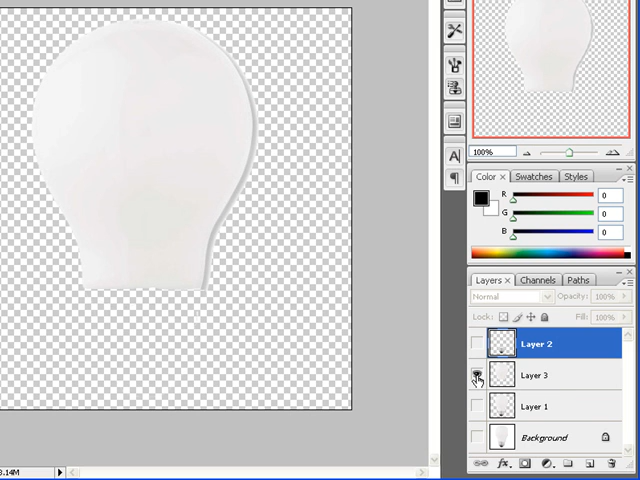 100%
Color × Swatches Styles
R 0
G 0
B 0
Layers × Channels Paths
Normal Opacity: 100%
Lock: Fill: 100%
Layer 2
Layer 3
Layer 1
Background
fx.
A
3.14M